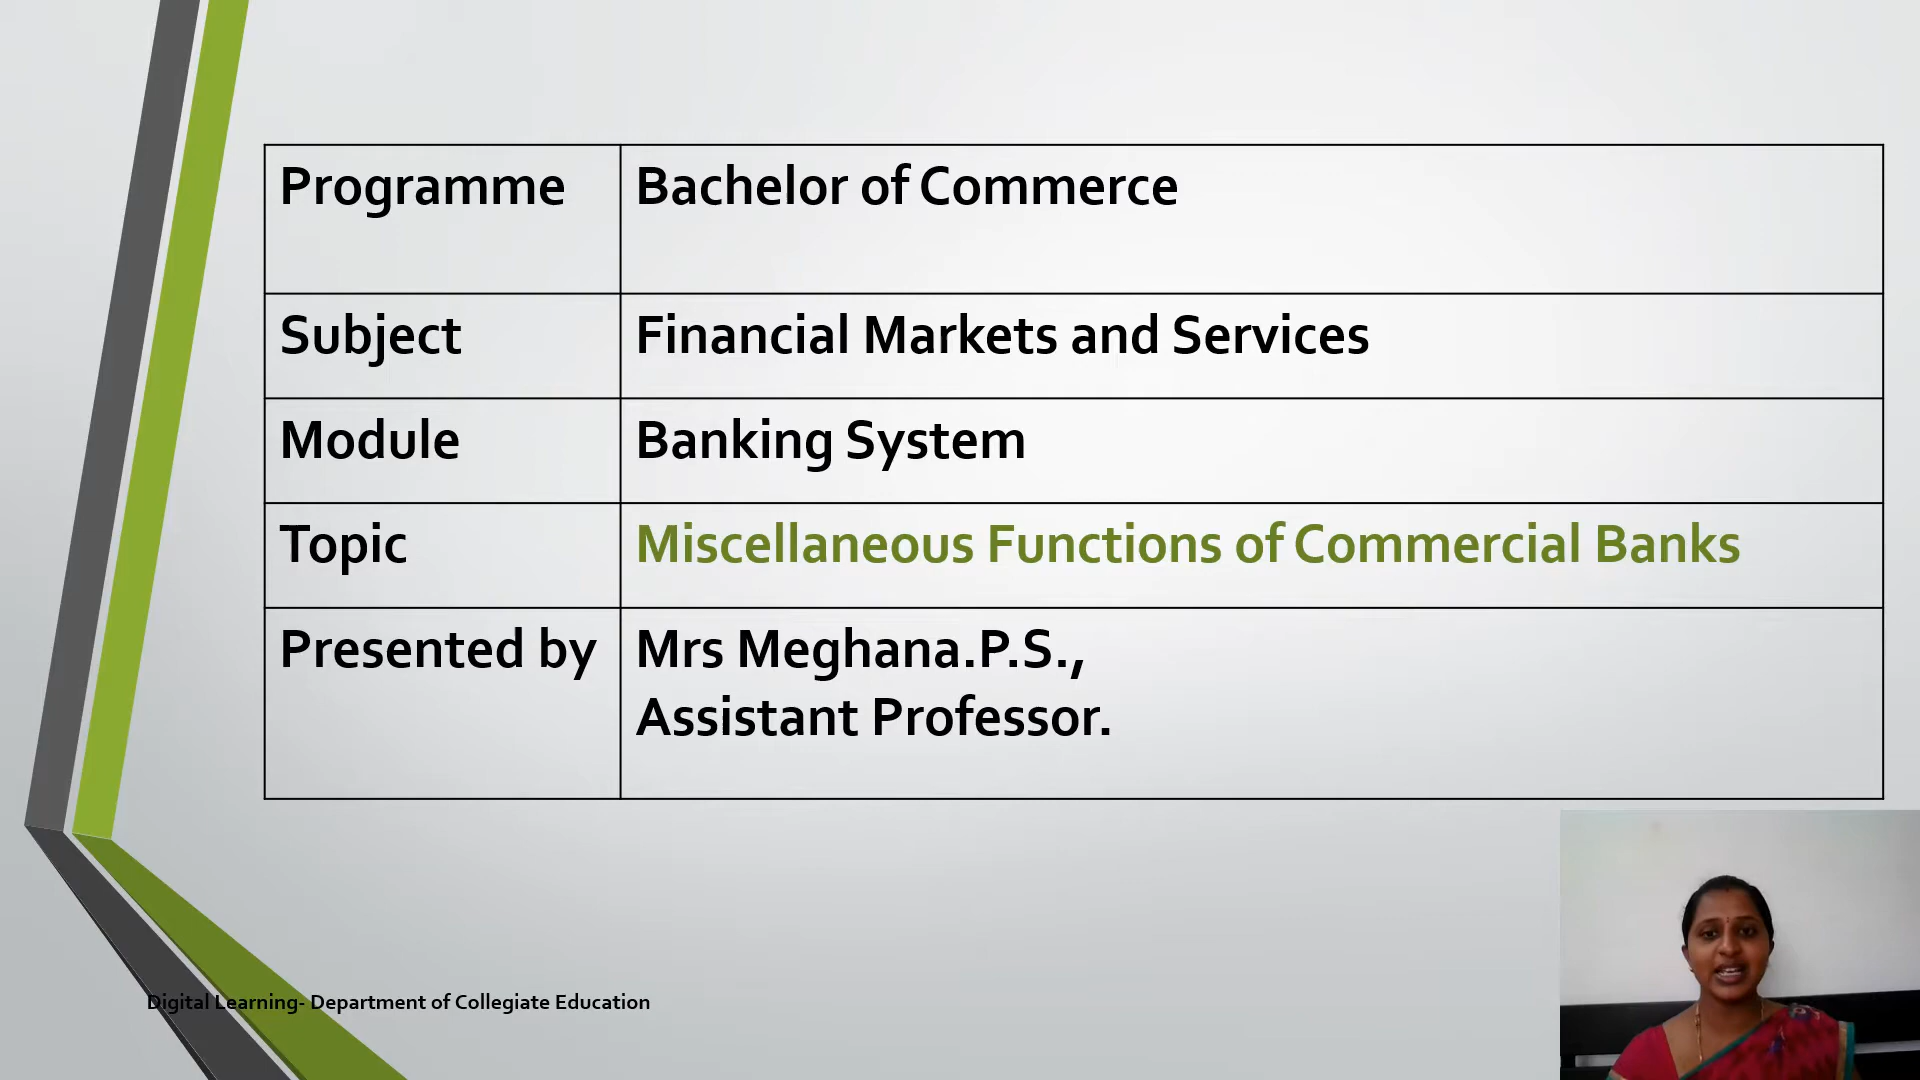 Programme Bachelor of Commerce
Subject Financial Markets and Services
Module Banking System
Topic Miscellaneous Functions of Commercial Banks
Presented by Mrs Meghana.P.S.,
Assistant Professor.
Digital Learning- Department of Collegiate Education